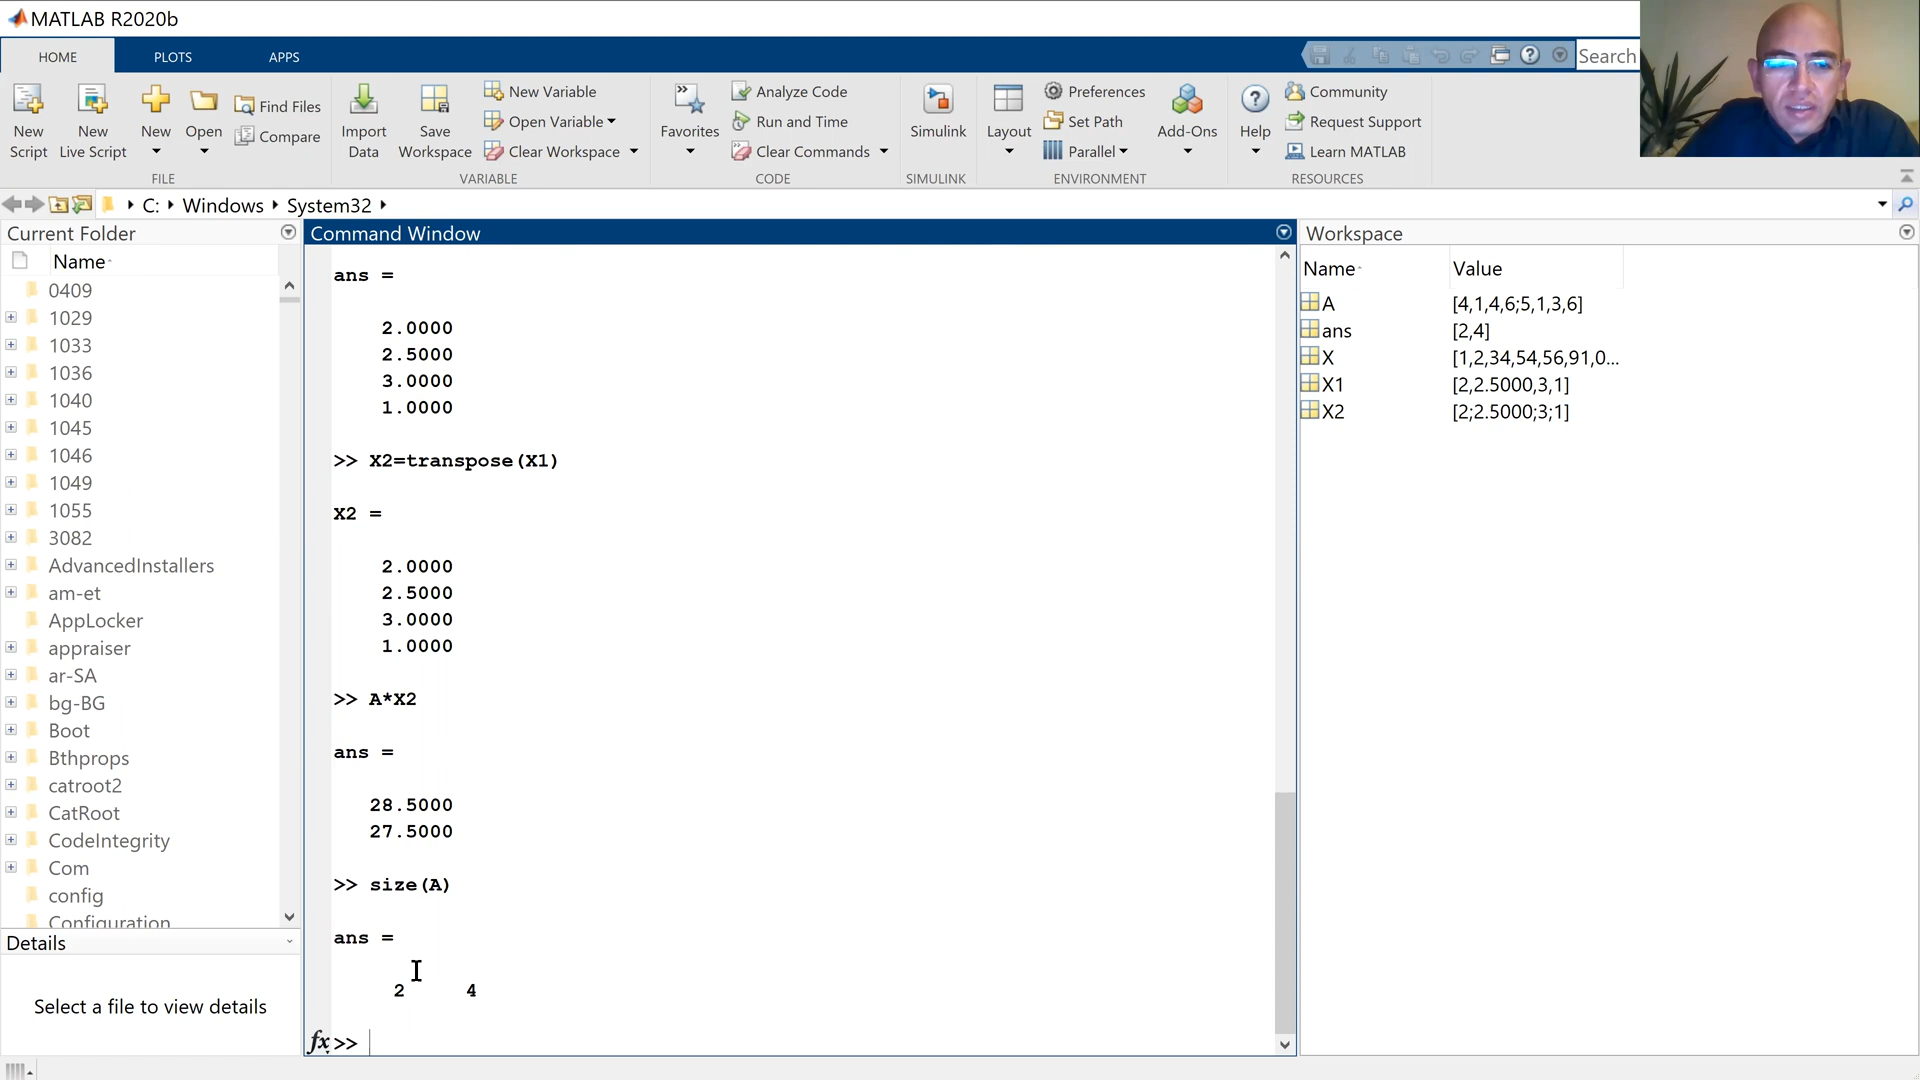 MATLAB R2020b
HOME PLOTS APPS
Search
New Script
New Live Script
New
Open
Find Files
Compare
FILE
Import Data
Save Workspace
New Variable
Open Variable
Clear Workspace
VARIABLE
Favorites
Analyze Code
Run and Time
Clear Commands
CODE
Simulink
SIMULINK
Layout
Preferences
Set Path
Parallel
Add-Ons
ENVIRONMENT
Help
Community
Request Support
Learn MATLAB
RESOURCES
C: Windows System32
Current Folder
Name
0409
1029
1033
1036
1040
1045
1046
1049
1055
3082
AdvancedInstallers
am-et
AppLocker
appraiser
ar-SA
bg-BG
Boot
Bthprops
catroot2
CatRoot
CodeIntegrity
Com
config
Configuration
Details
Select a file to view details
Command Window
ans =
2.0000
2.5000
3.0000
1.0000
>> X2=transpose(X1)
X2 =
2.0000
2.5000
3.0000
1.0000
>> A*X2
ans =
28.5000
27.5000
>> size(A)
ans =
2 4
fx >>
Workspace
Name Value
A [4,1,4,6;5,1,3,6]
ans [2,4]
X [1,2,34,54,56,91,0...
X1 [2,2.5000,3,1]
X2 [2;2.5000;3;1]